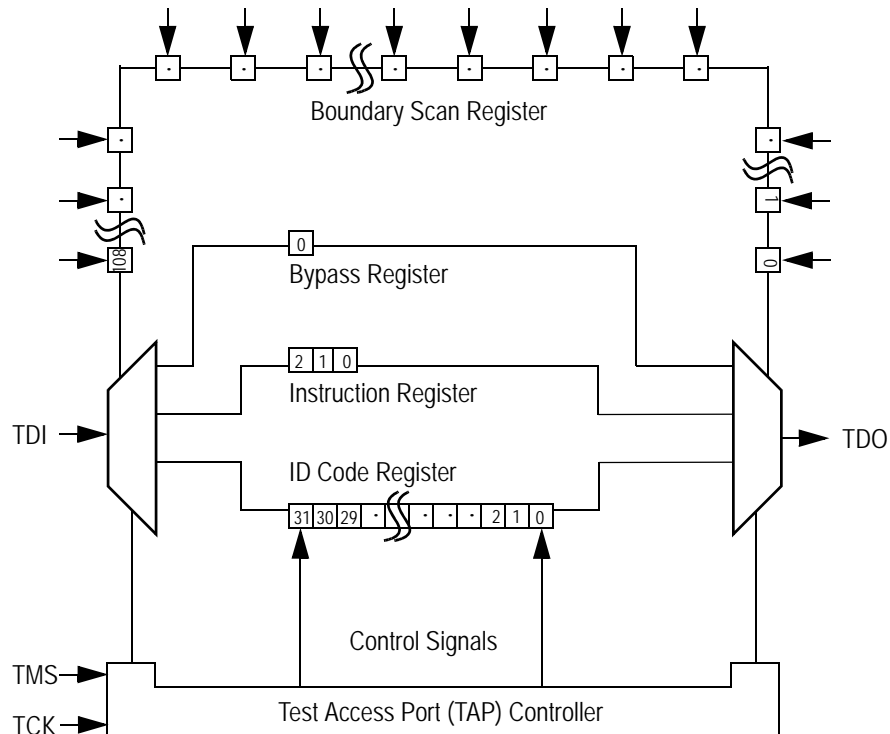 Boundary Scan Register
1
108
0
0
Bypass Register
2 1 0
Instruction Register
TDI
TDO
ID Code Register
31 30 29 · · · · 2 1 0
Control Signals
TMS
Test Access Port (TAP) Controller
TCK